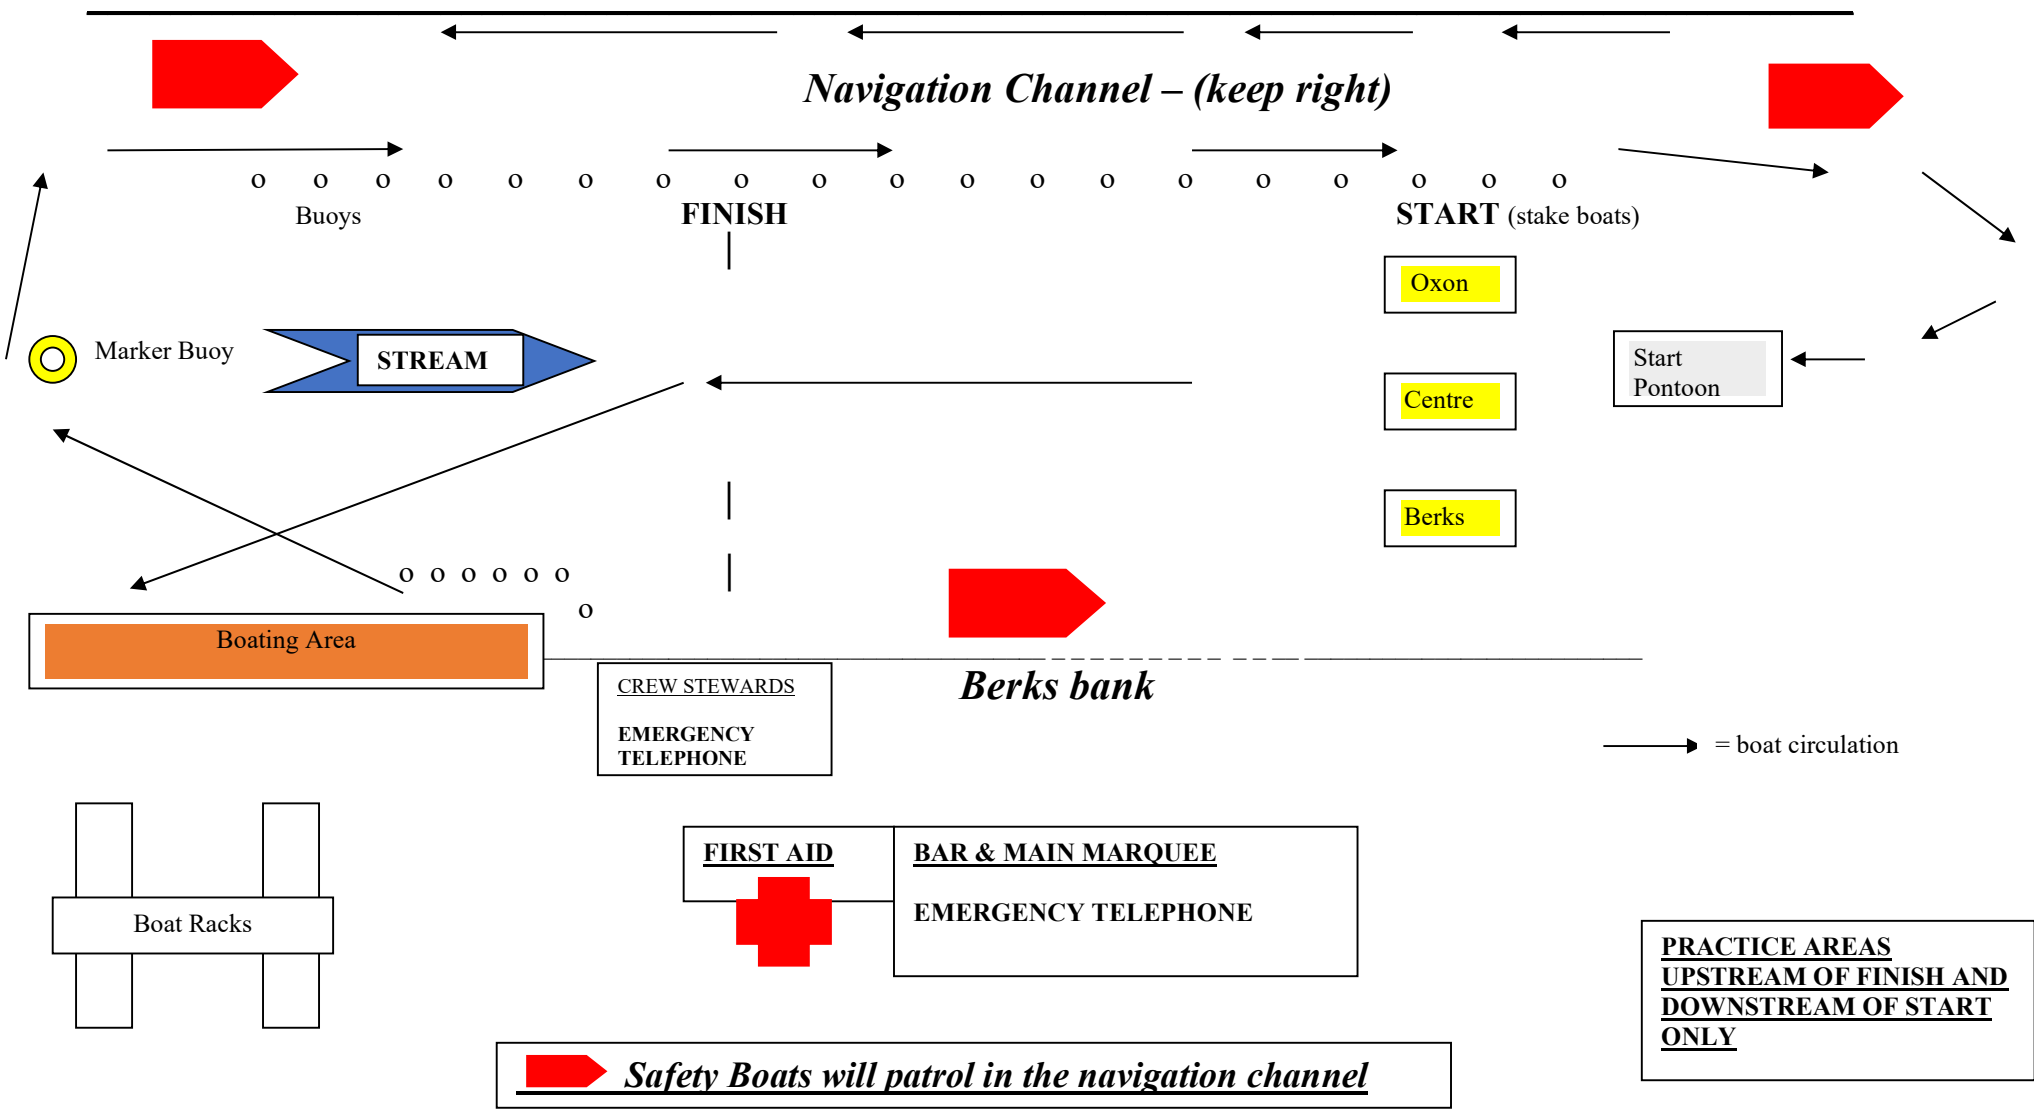 Navigation Channel – (keep right)
o o o o o o o o o o o o o o o o o o o
Buoys
FINISH
START (stake boats)
Oxon
Marker Buoy
STREAM
Start
Pontoon
Centre
Berks
o o o o o o
o
Boating Area
CREW STEWARDS
EMERGENCY
TELEPHONE
Berks bank
= boat circulation
FIRST AID
BAR & MAIN MARQUEE
EMERGENCY TELEPHONE
Boat Racks
PRACTICE AREAS
UPSTREAM OF FINISH AND
DOWNSTREAM OF START
ONLY
Safety Boats will patrol in the navigation channel